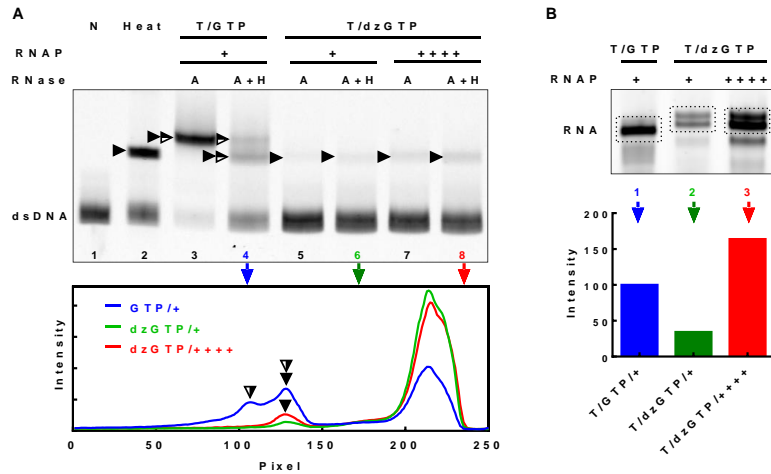 A
N Heat T/GTP T/dzGTP
RNAP + + ++++
RNase A A+H A A+H A A+H
dsDNA
1 2 3 4 5 6 7 8
GTP/+
dzGTP/+
dzGTP/++++
Intensity
0 50 100 150 200 250
Pixel
B
T/GTP T/dzGTP
RNAP + + ++++
RNA
1 2 3
200
150
100
50
0
Intensity
T/GTP/+
T/dzGTP/+
T/dzGTP/++++